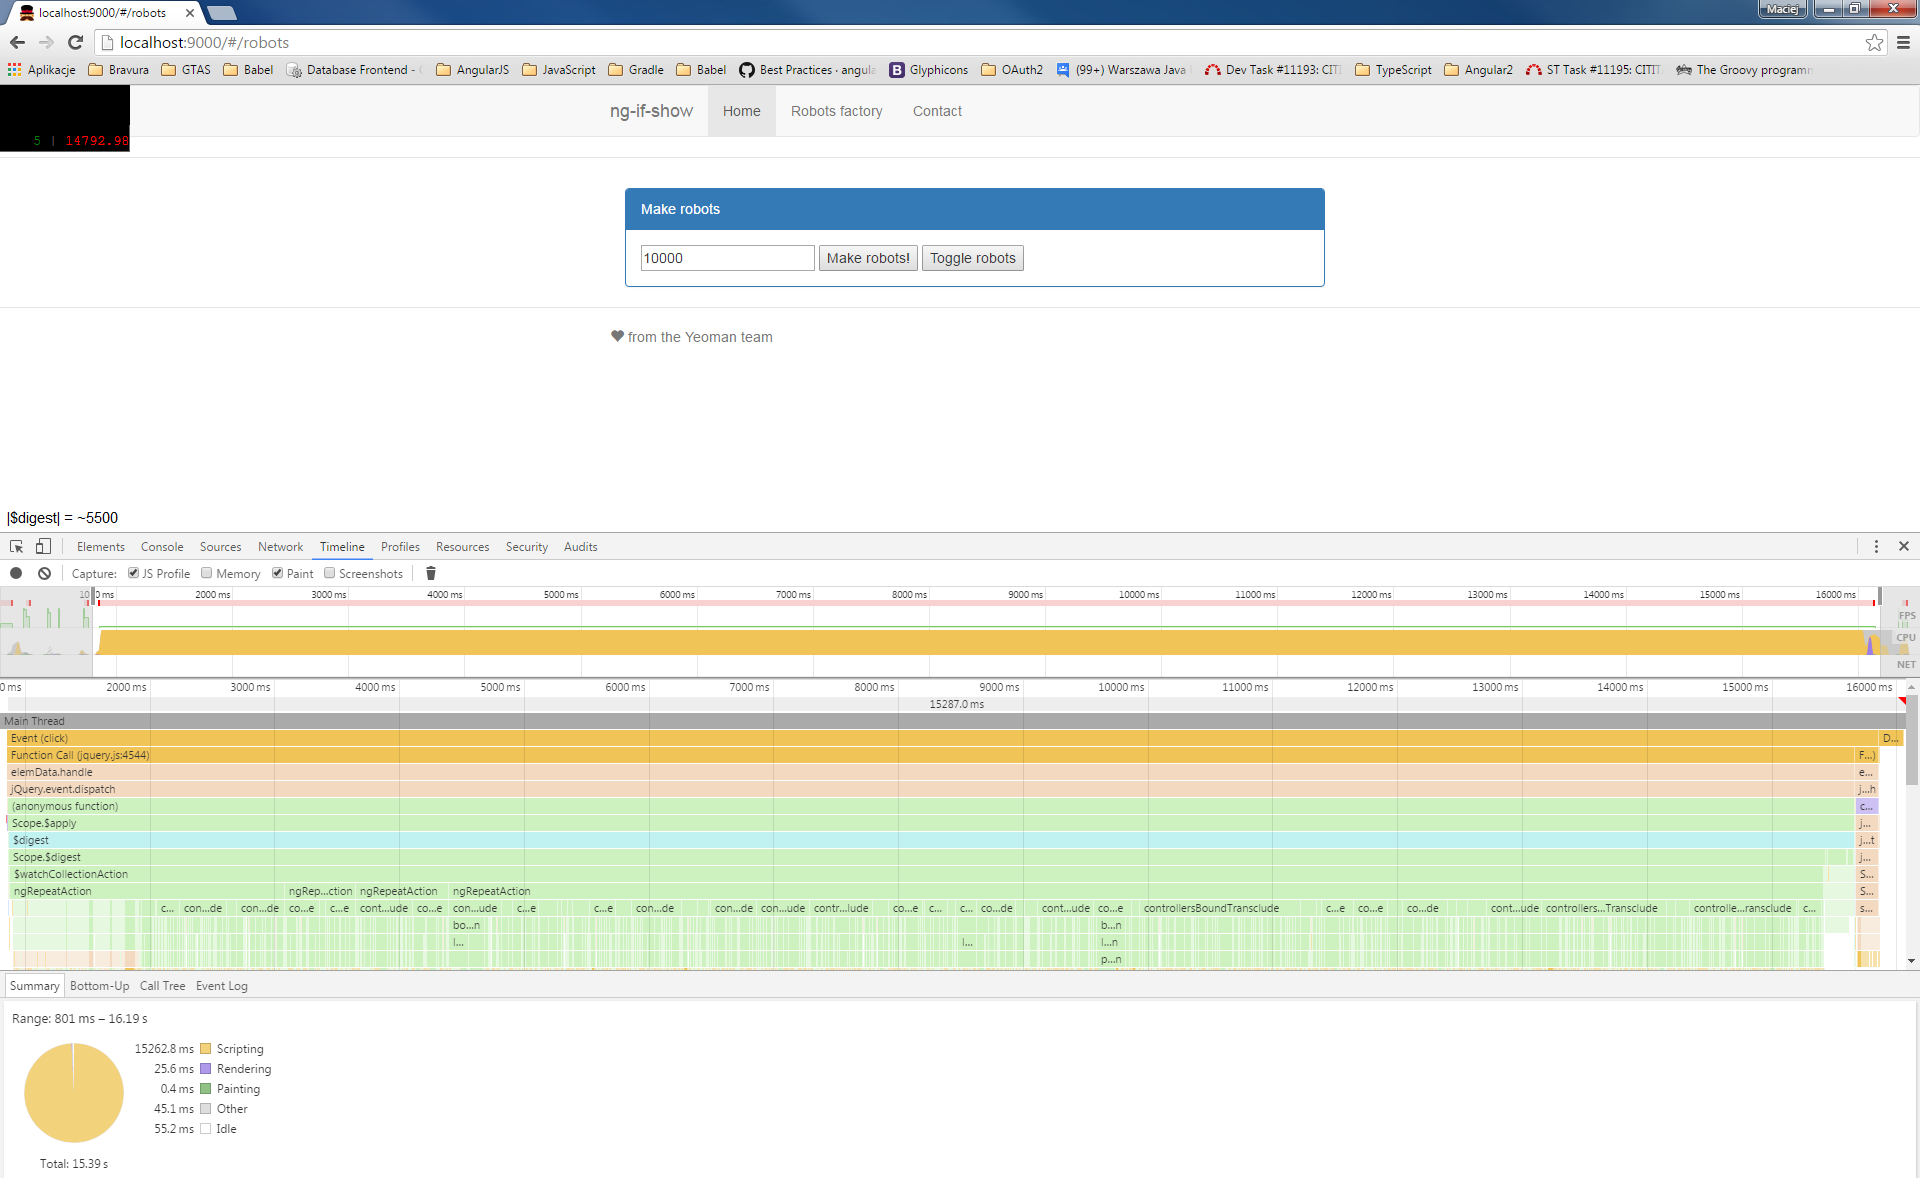 localhost:9000/#/robots
Maciej
localhost:9000/#/robots
Aplikacje Bravura GTAS Babel Database Frontend - AngularJS JavaScript Gradle Babel Best Practices · angula Glyphicons OAuth2 (99+) Warszawa Java Dev Task #11193: CITI TypeScript Angular2 ST Task #11195: CITIT The Groovy program
ng-if-show Home Robots factory Contact
5 | 14792.98
Make robots
10000 Make robots! Toggle robots
from the Yeoman team
|$digest| = ~5500
Elements Console Sources Network Timeline Profiles Resources Security Audits
Capture: JS Profile Memory Paint Screenshots
10 0 ms 2000 ms 3000 ms 4000 ms 5000 ms 6000 ms 7000 ms 8000 ms 9000 ms 10000 ms 11000 ms 12000 ms 13000 ms 14000 ms 15000 ms 16000 ms
FPS
CPU
NET
0 ms 2000 ms 3000 ms 4000 ms 5000 ms 6000 ms 7000 ms 8000 ms 9000 ms 10000 ms 11000 ms 12000 ms 13000 ms 14000 ms 15000 ms 16000 ms
15287.0 ms
Main Thread
Event (click) D...
Function Call (jquery.js:4544) F...)
elemData.handle e...
jQuery.event.dispatch j...h
(anonymous function) c...
Scope.$apply j...
$digest j...t
Scope.$digest j...
$watchCollectionAction S...
ngRepeatAction ngRep...ction ngRepeatAction ngRepeatAction S...
c... con...de con...de co...e c...e cont...ude co...e con...ude c...e c...e con...de con...de con...ude contr...lude co...e c... c... co...de cont...ude co...e controllersBoundTransclude c...e co...e co...de cont...ude controllers...Transclude controlle...ransclude c... s...
bo...n b...n
l... l... l...n
p...n
Summary Bottom-Up Call Tree Event Log
Range: 801 ms – 16.19 s
15262.8 ms Scripting
25.6 ms Rendering
0.4 ms Painting
45.1 ms Other
55.2 ms Idle
Total: 15.39 s